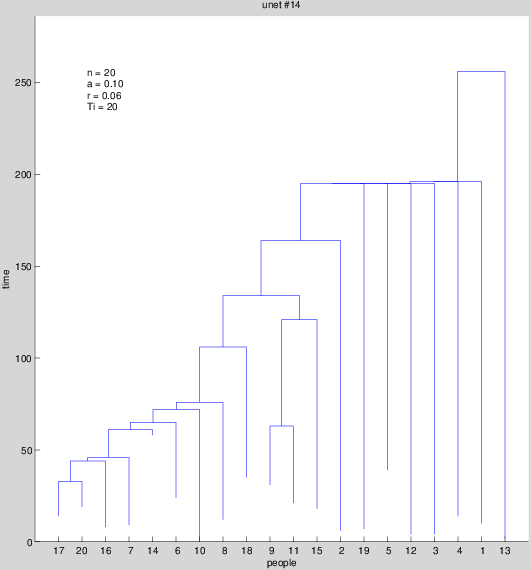 unet #14
n = 20
a = 0.10
r = 0.06
Ti = 20
250
200
150
100
50
0
time
17 20 16 7 14 6 10 8 18 9 11 15 2 19 5 12 3 4 1 13
people